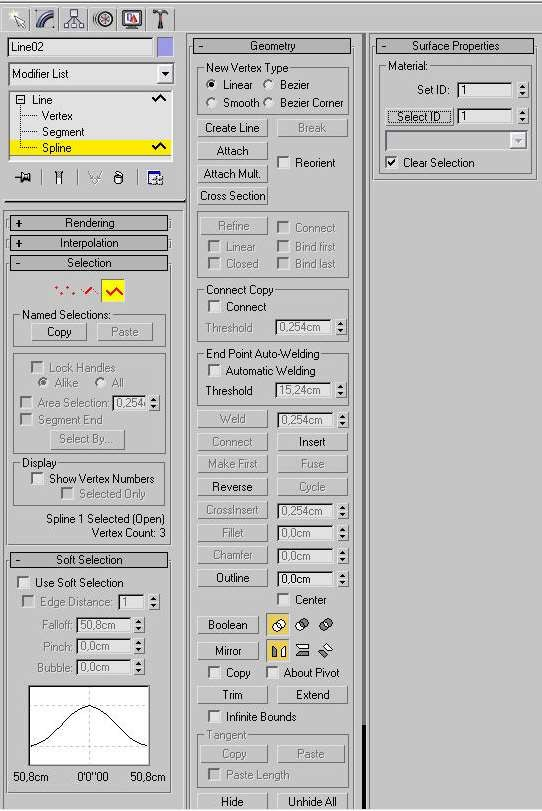 Line02
Modifier List
Line
Vertex
Segment
Spline
+ Rendering
+ Interpolation
- Selection
Named Selections:
Copy Paste
Lock Handles
Alike All
Area Selection: 0,254
Segment End
Select By...
Display
Show Vertex Numbers
Selected Only
Spline 1 Selected (Open)
Vertex Count: 3
- Soft Selection
Use Soft Selection
Edge Distance: 1
Falloff: 50,8cm
Pinch: 0,0cm
Bubble: 0,0cm
50,8cm 0'0"00 50,8cm
- Geometry
New Vertex Type
Linear Bezier
Smooth Bezier Corner
Create Line Break
Attach
Attach Mult. Reorient
Cross Section
Refine Connect
Linear Bind first
Closed Bind last
Connect Copy
Connect
Threshold 0,254cm
End Point Auto-Welding
Automatic Welding
Threshold 15,24cm
Weld 0,254cm
Connect Insert
Make First Fuse
Reverse Cycle
CrossInsert 0,254cm
Fillet 0,0cm
Chamfer 0,0cm
Outline 0,0cm
Center
Boolean
Mirror
Copy About Pivot
Trim Extend
Infinite Bounds
Tangent
Copy Paste
Paste Length
Hide Unhide All
- Surface Properties
Material:
Set ID: 1
Select ID 1
Clear Selection